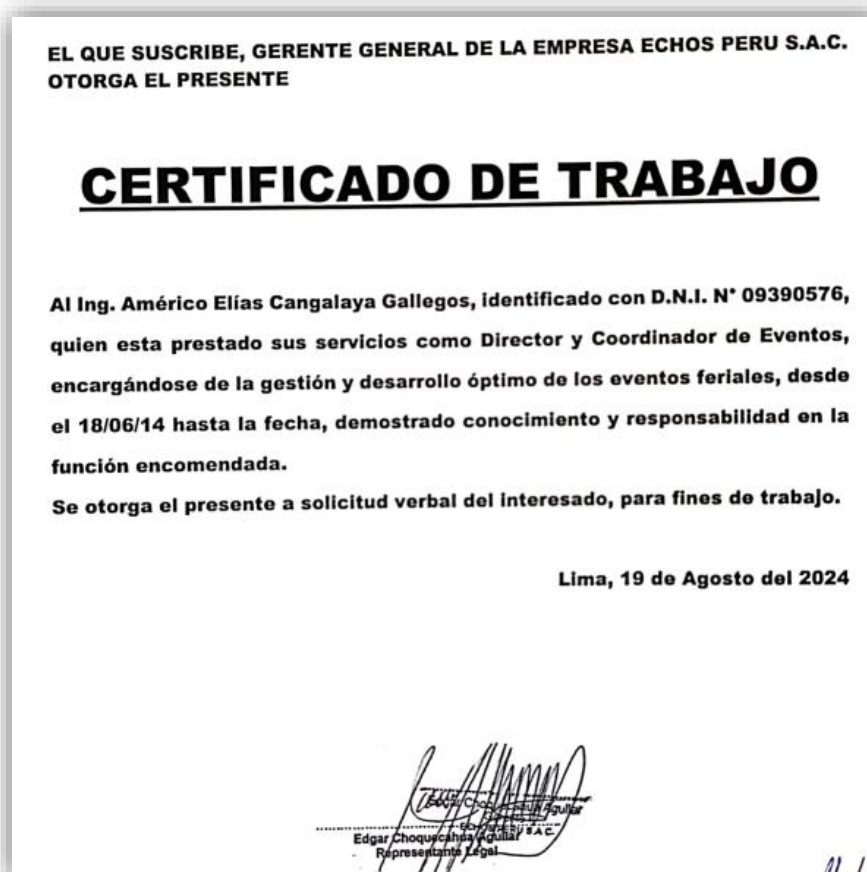 EL QUE SUSCRIBE, GERENTE GENERAL DE LA EMPRESA ECHOS PERU S.A.C.
OTORGA EL PRESENTE
CERTIFICADO DE TRABAJO
Al Ing. Américo Elías Cangalaya Gallegos, identificado con D.N.I. N° 09390576,
quien esta prestado sus servicios como Director y Coordinador de Eventos,
encargándose de la gestión y desarrollo óptimo de los eventos feriales, desde
el 18/06/14 hasta la fecha, demostrado conocimiento y responsabilidad en la
función encomendada.
Se otorga el presente a solicitud verbal del interesado, para fines de trabajo.
Lima, 19 de Agosto del 2024
Aguilar
S.A.C.
Edgar Choquecahua Aguilar
Representante Legal